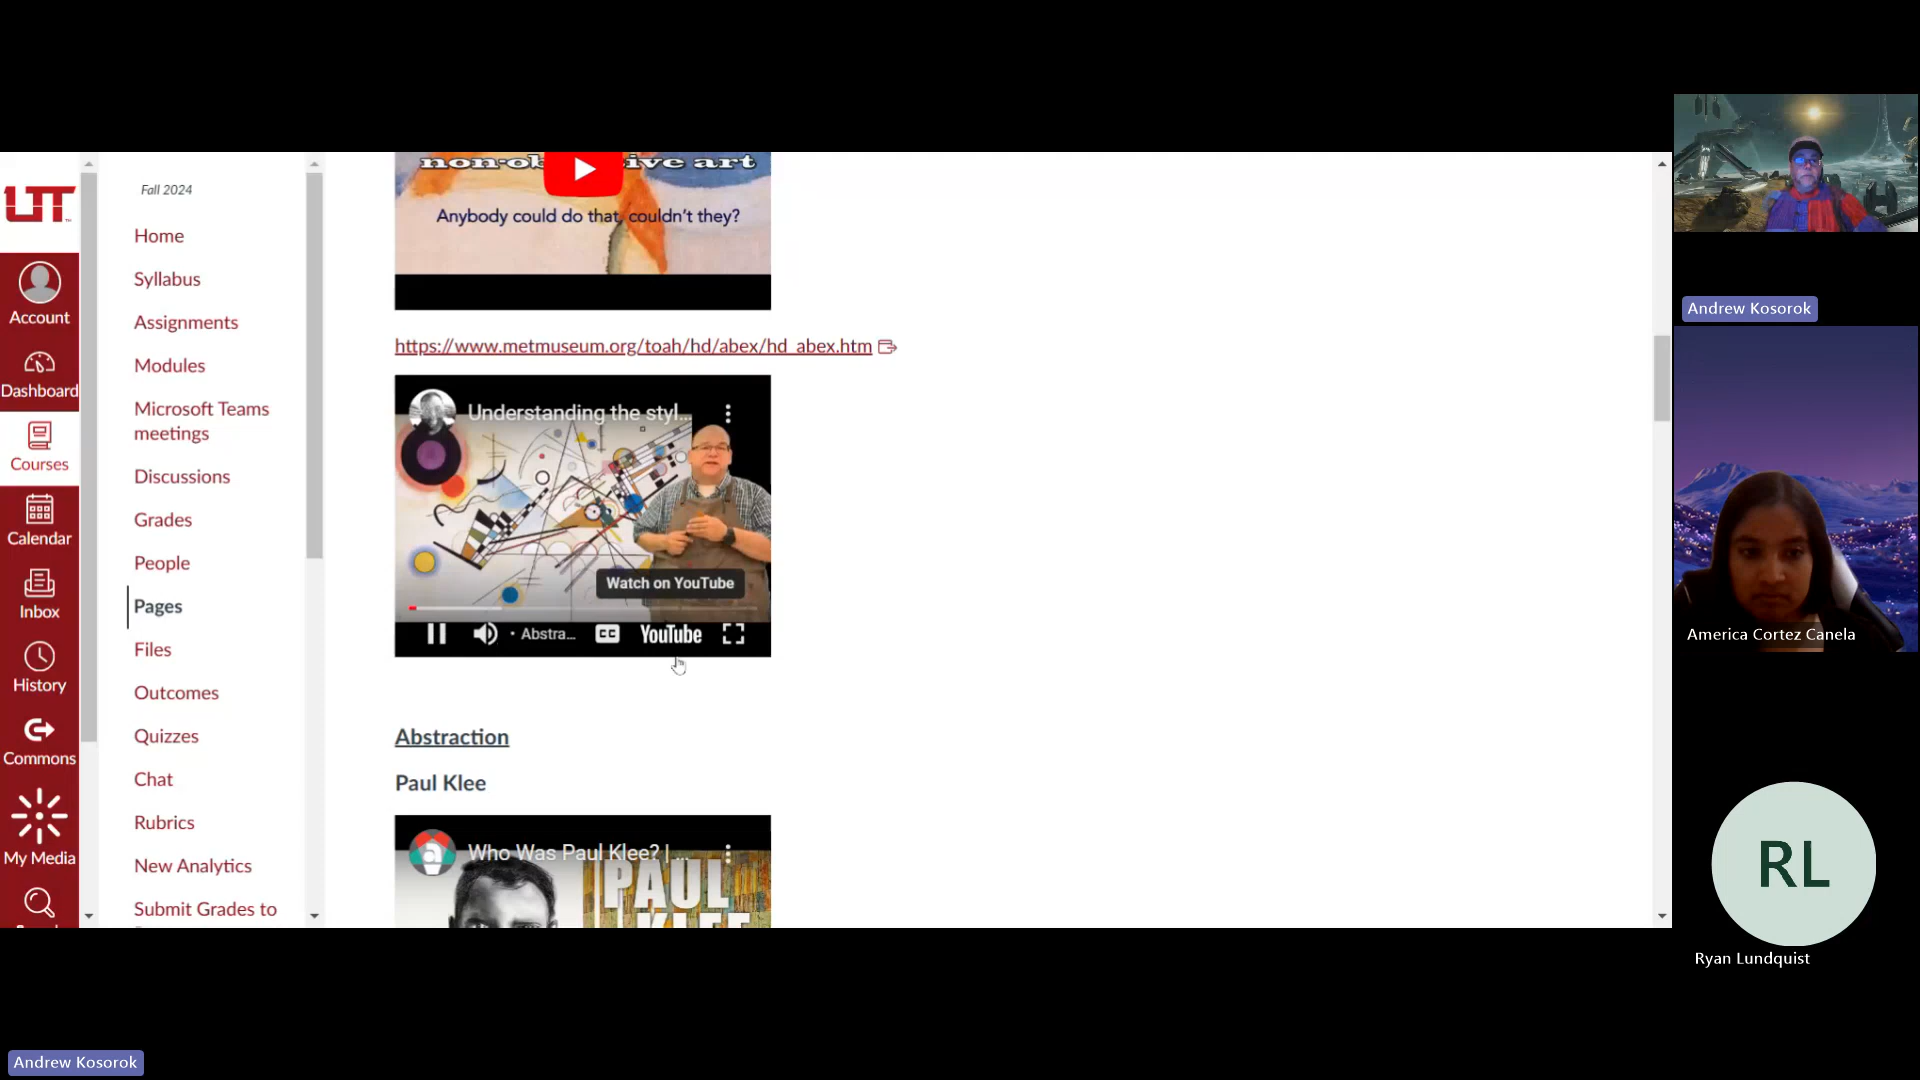 Fall 2024
Home
Syllabus
Assignments
Modules
Microsoft Teams
meetings
Discussions
Grades
People
Pages
Files
Outcomes
Quizzes
Chat
Rubrics
New Analytics
Submit Grades to
Account
Dashboard
Courses
Calendar
Inbox
History
Commons
My Media
Anybody could do that, couldn't they?
https://www.metmuseum.org/toah/hd/abex/hd_abex.htm
Understanding the styl...
Watch on YouTube
• Abstra...
CC
YouTube
Abstraction
Paul Klee
Who Was Paul Klee? | ...
PAUL
KLEE
Andrew Kosorok
America Cortez Canela
RL
Ryan Lundquist
Andrew Kosorok